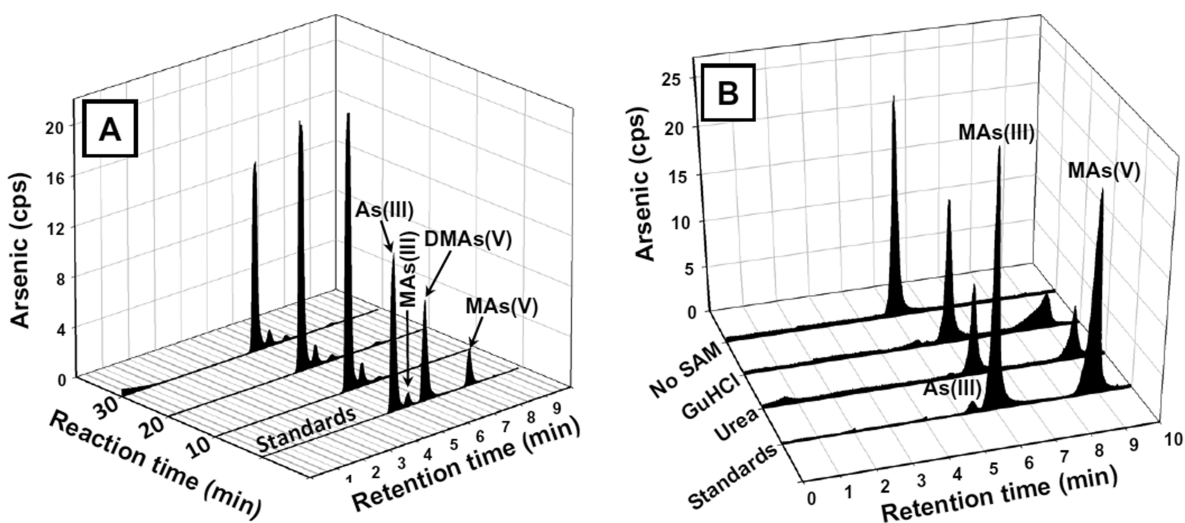 A
Arsenic (cps)
20
16
12
8
4
0
As(III)
MAs(III)
DMAs(V)
MAs(V)
Standards
10
20
30
Reaction time (min)
1
2
3
4
5
6
7
8
9
Retention time (min)
B
Arsenic (cps)
25
20
15
10
5
0
MAs(III)
MAs(V)
As(III)
No SAM
GuHCl
Urea
Standards
0
1
2
3
4
5
6
7
8
9
10
Retention time (min)